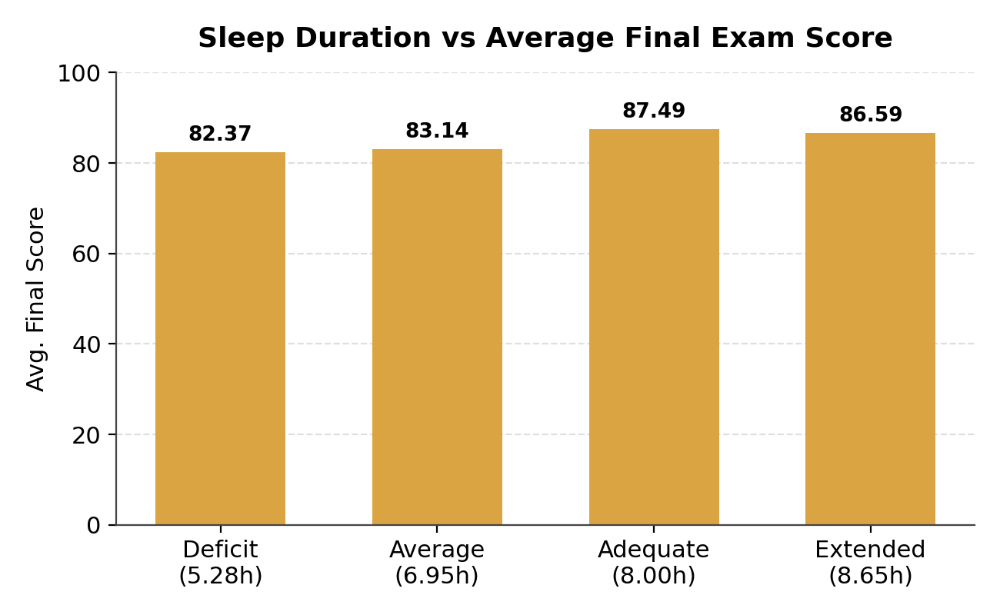 Sleep Duration vs Average Final Exam Score
Avg. Final Score
100
80
60
40
20
0
82.37
83.14
87.49
86.59
Deficit
(5.28h)
Average
(6.95h)
Adequate
(8.00h)
Extended
(8.65h)